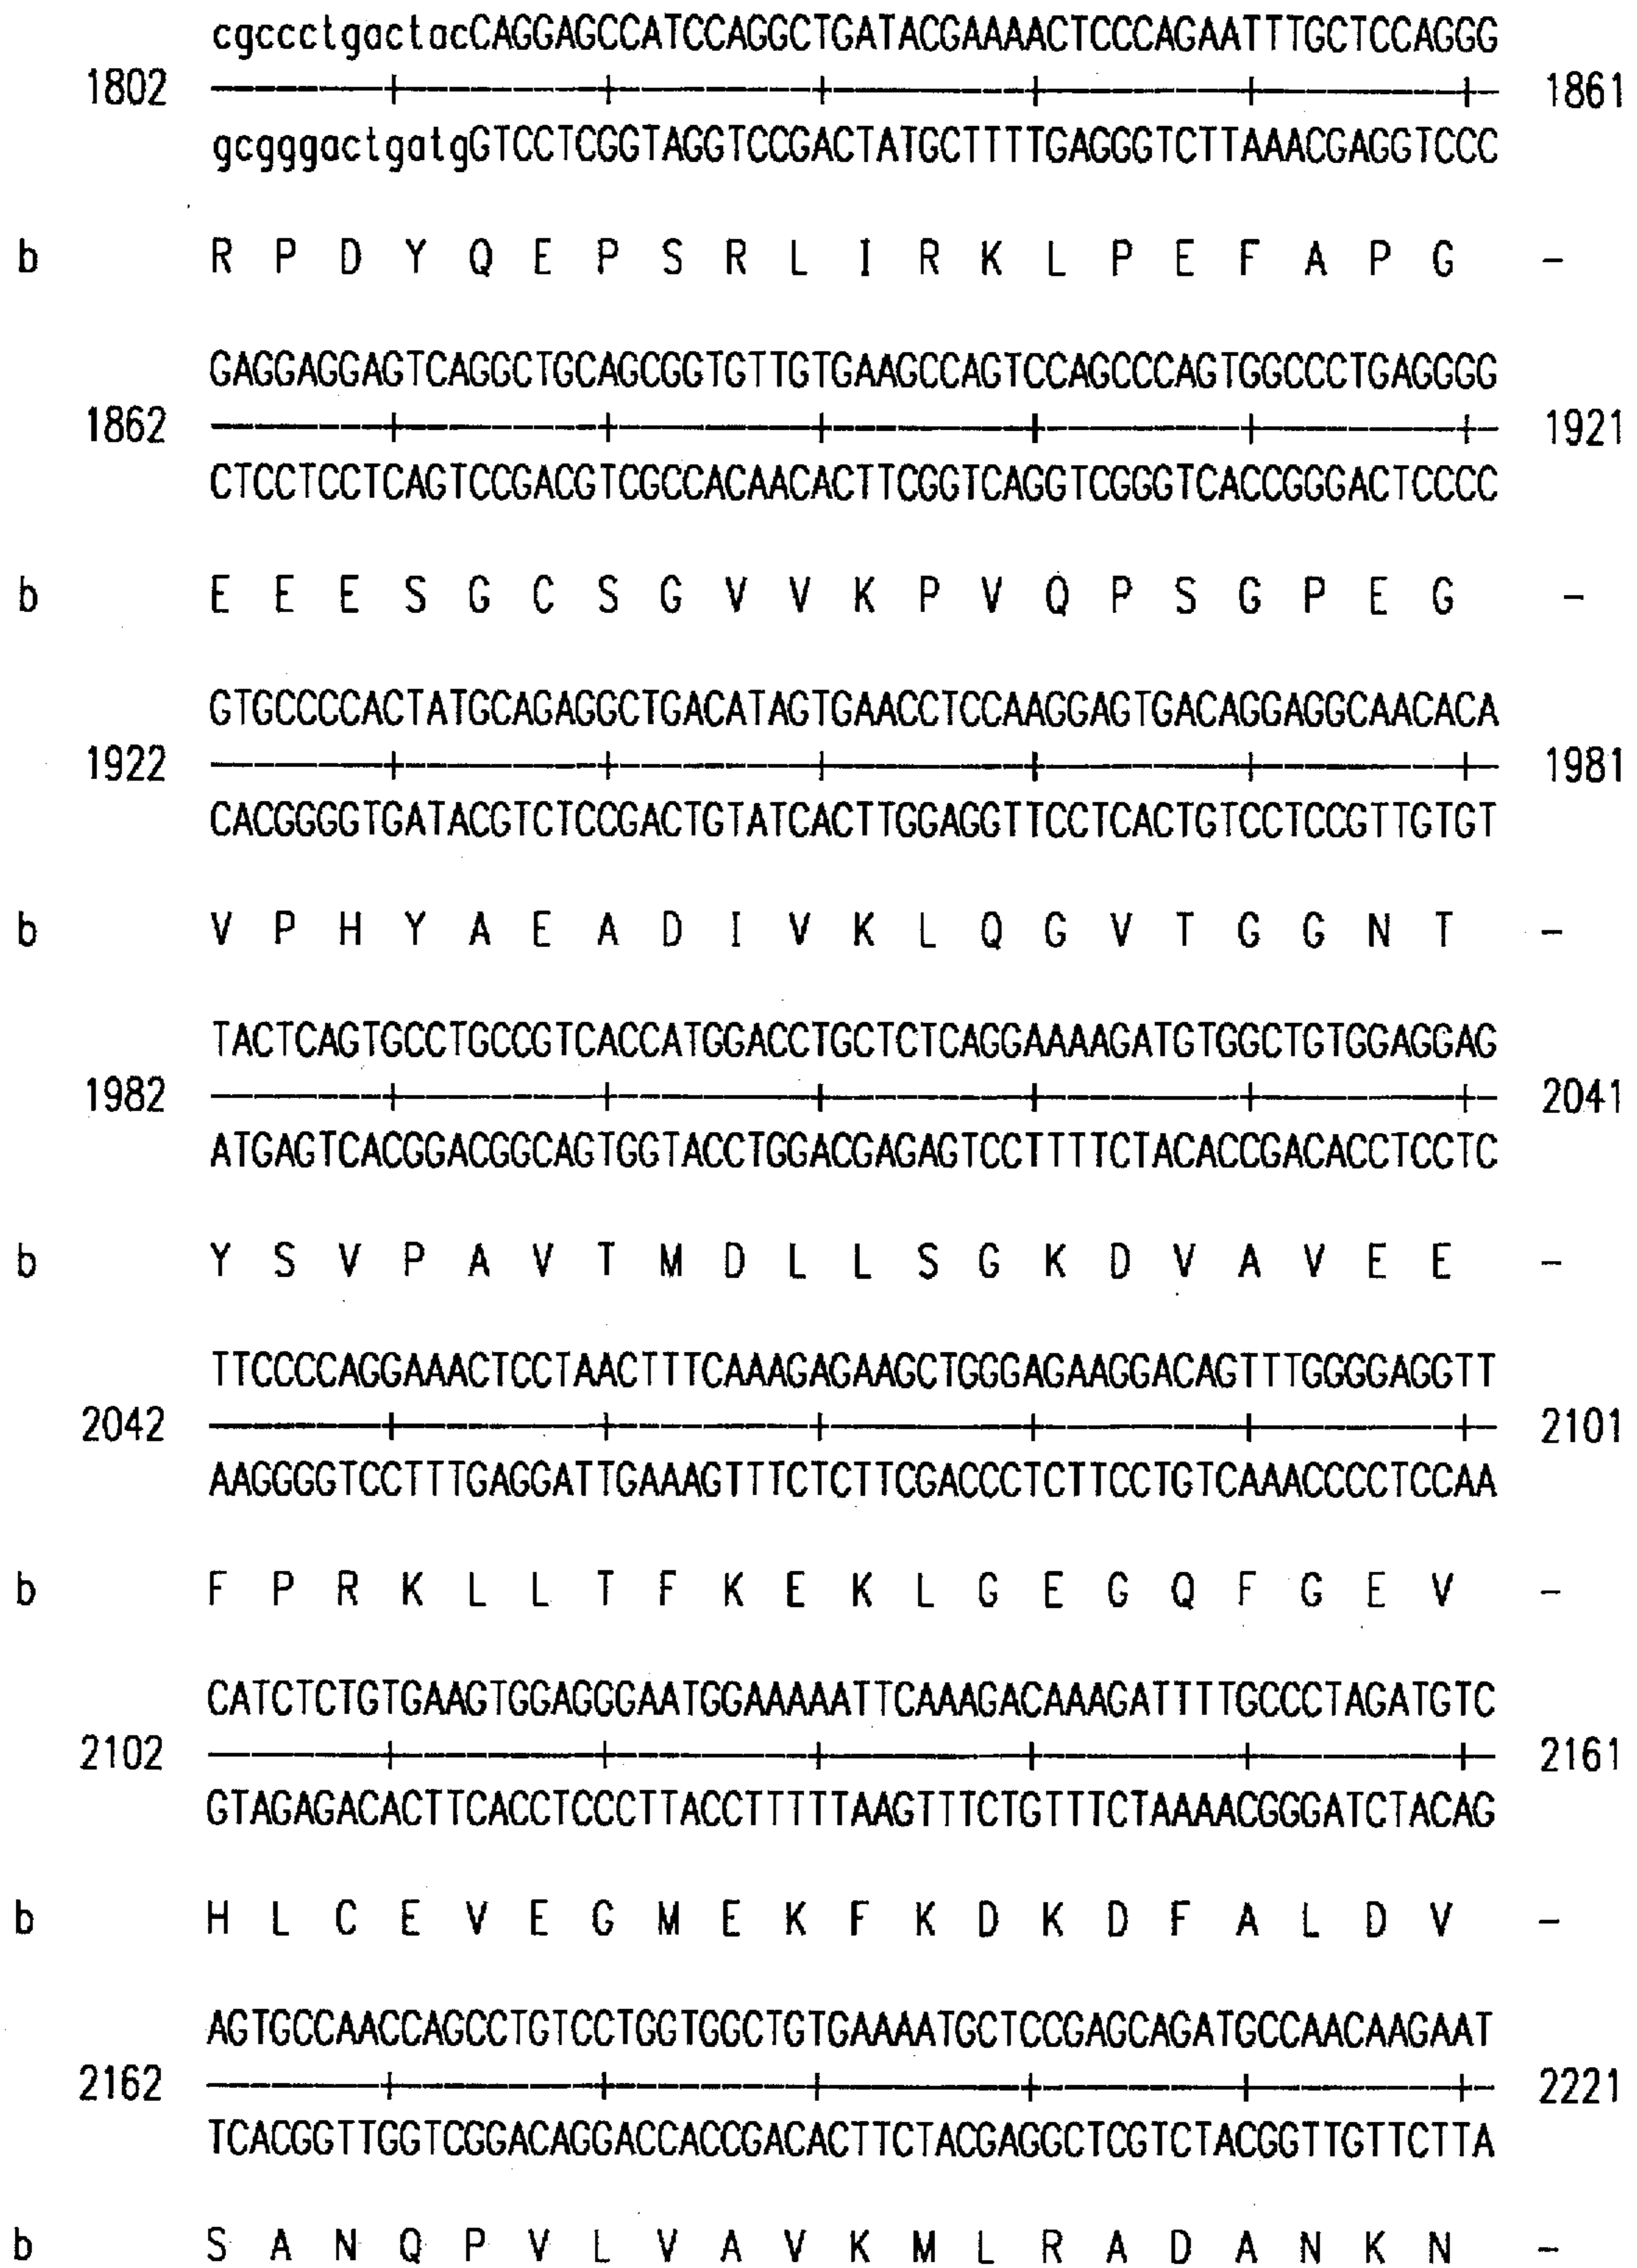 cgccctgactacCAGGAGCCATCCAGGCTGATACGAAAACTCCCAGAATTTGCTCCAGGG
1802 --------+---------+---------+---------+---------+---------+- 1861
gcgggactgatgGTCCTCGGTAGGTCCGACTATGCTTTTGAGGGTCTTAAACGAGGTCCC
b R P D Y Q E P S R L I R K L P E F A P G -
GAGGAGGAGTCAGGCTGCAGCGGTGTTGTGAAGCCAGTCCAGCCCAGTGGCCCTGAGGGG
1862 --------+---------+---------+---------+---------+---------+- 1921
CTCCTCCTCAGTCCGACGTCGCCACAACACTTCGGTCAGGTCGGGTCACCGGGACTCCCC
b E E E S G C S G V V K P V Q P S G P E G -
GTGCCCCACTATGCAGAGGCTGACATAGTGAACCTCCAAGGAGTGACAGGAGGCAACACA
1922 --------+---------+---------+---------+---------+---------+- 1981
CACGGGGTGATACGTCTCCGACTGTATCACTTGGAGGTTCCTCACTGTCCTCCGTTGTGT
b V P H Y A E A D I V K L Q G V T G G N T -
TACTCAGTGCCTGCCGTCACCATGGACCTGCTCTCAGGAAAAGATGTGGCTGTGGAGGAG
1982 --------+---------+---------+---------+---------+---------+- 2041
ATGAGTCACGGACGGCAGTGGTACCTGGACGAGAGTCCTTTTCTACACCGACACCTCCTC
b Y S V P A V T M D L L S G K D V A V E E -
TTCCCCAGGAAACTCCTAACTTTCAAAGAGAAGCTGGGAGAAGGACAGTTTGGGGAGGTT
2042 --------+---------+---------+---------+---------+---------+- 2101
AAGGGGTCCTTTGAGGATTGAAAGTTTCTCTTCGACCCTCTTCCTGTCAAACCCCTCCAA
b F P R K L L T F K E K L G E G Q F G E V -
CATCTCTGTGAAGTGGAGGGAATGGAAAAATTCAAAGACAAAGATTTTGCCCTAGATGTC
2102 --------+---------+---------+---------+---------+---------+- 2161
GTAGAGACACTTCACCTCCCTTACCTTTTTAAGTTTCTGTTTCTAAAACGGGATCTACAG
b H L C E V E G M E K F K D K D F A L D V -
AGTGCCAACCAGCCTGTCCTGGTGGCTGTGAAAATGCTCCGAGCAGATGCCAACAAGAAT
2162 --------+---------+---------+---------+---------+---------+- 2221
TCACGGTTGGTCGGACAGGACCACCGACACTTCTACGAGGCTCGTCTACGGTTGTTCTTA
b S A N Q P V L V A V K M L R A D A N K N -